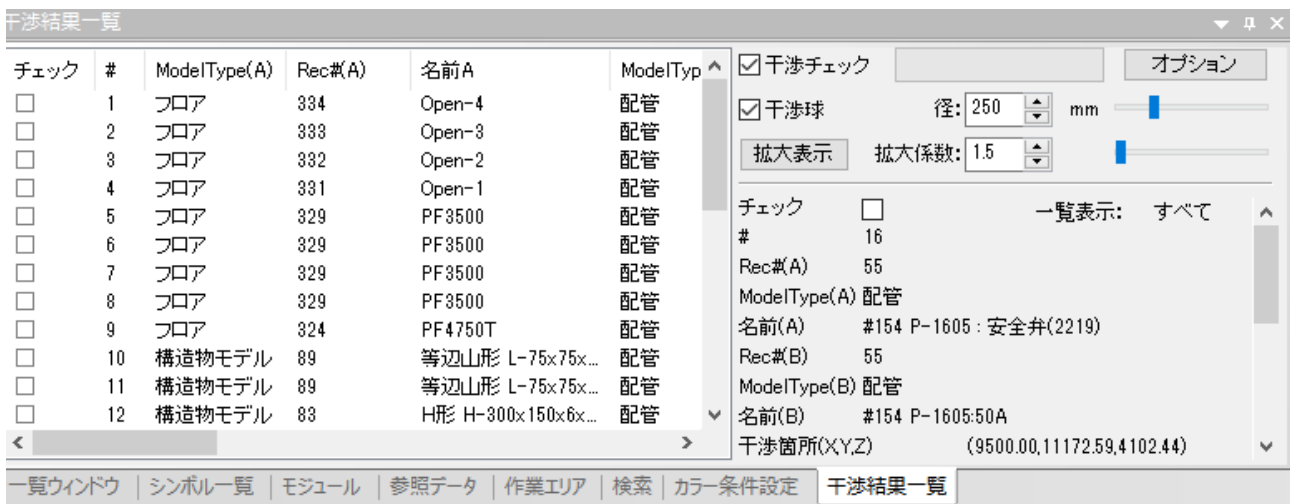 干渉結果一覧
チェック # ModelType(A) Rec#(A) 名前A ModelTyp
1 フロア 334 Open-4 配管
2 フロア 333 Open-3 配管
3 フロア 332 Open-2 配管
4 フロア 331 Open-1 配管
5 フロア 329 PF3500 配管
6 フロア 329 PF3500 配管
7 フロア 329 PF3500 配管
8 フロア 329 PF3500 配管
9 フロア 324 PF4750T 配管
10 構造物モデル 89 等辺山形 L-75x75x... 配管
11 構造物モデル 89 等辺山形 L-75x75x... 配管
12 構造物モデル 83 H形 H-300x150x6x... 配管
干渉チェック オプション
干渉球 径: 250 mm
拡大表示 拡大係数: 1.5
チェック 一覧表示: すべて
# 16
Rec#(A) 55
ModelType(A) 配管
名前(A) #154 P-1605 : 安全弁(2219)
Rec#(B) 55
ModelType(B) 配管
名前(B) #154 P-1605:50A
干渉箇所(X,Y,Z) (9500.00,11172.59,4102.44)
一覧ウィンドウ シンボル一覧 モジュール 参照データ 作業エリア 検索 カラー条件設定 干渉結果一覧